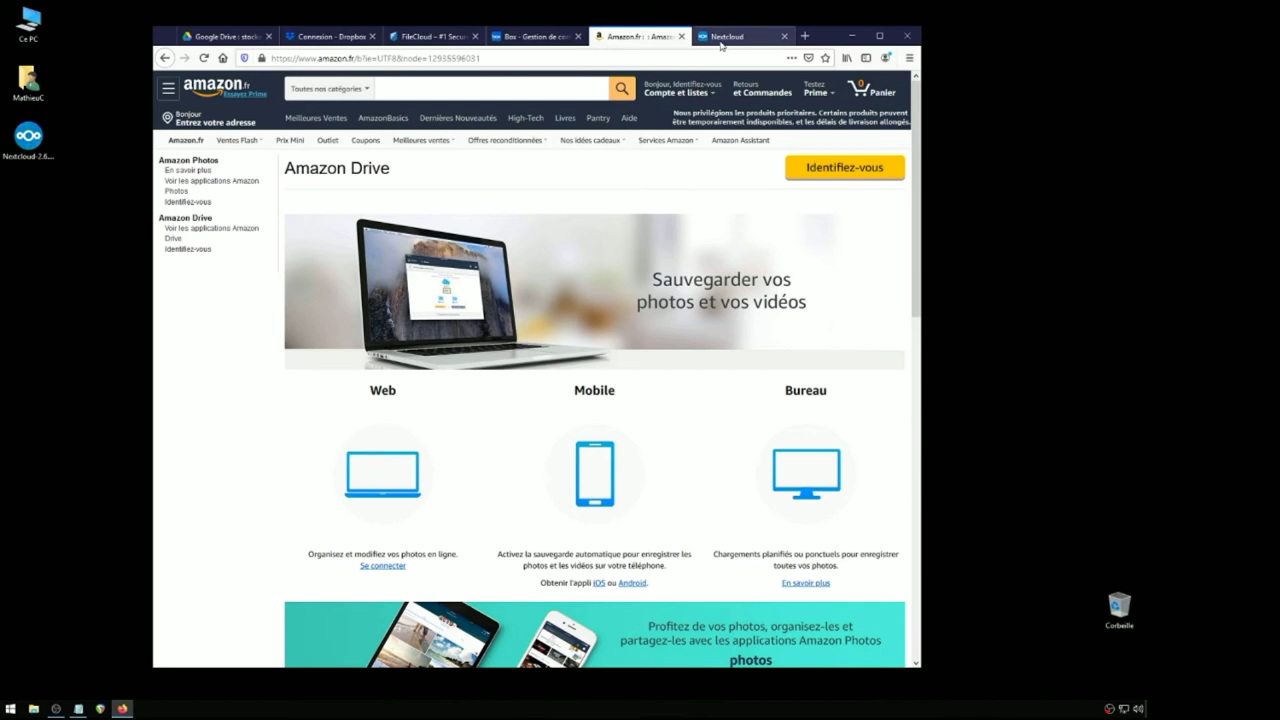 Ce PC
MathieuC
Nextcloud-2.6....
Google Drive : stocke
Connexion - Dropbox
FileCloud – #1 Secur
Box - Gestion de con
Amazon.fr : : Amazo
Nextcloud
https://www.amazon.fr/b?ie=UTF8&node=12935596031
amazon.fr
Essayez Prime
Toutes nos catégories
Bonjour, Identifiez-vous
Compte et listes
Retours
et Commandes
Testez
Prime
0
Panier
Bonjour
Entrez votre adresse
Meilleures Ventes AmazonBasics Dernières Nouveautés High-Tech Livres Pantry Aide
Nous privilégions les produits prioritaires. Certains produits peuvent
être temporairement indisponibles, et les délais de livraison allongés.
Amazon.fr Ventes Flash Prix Mini Outlet Coupons Meilleures ventes Offres reconditionnées Nos idées cadeaux Services Amazon Amazon Assistant
Amazon Photos
En savoir plus
Voir les applications Amazon
Photos
Identifiez-vous
Amazon Drive
Voir les applications Amazon
Drive
Identifiez-vous
Amazon Drive
Identifiez-vous
Sauvegarder vos
photos et vos vidéos
Web
Mobile
Bureau
Organisez et modifiez vos photos en ligne.
Se connecter
Activez la sauvegarde automatique pour enregistrer les
photos et les vidéos sur votre téléphone.
Obtenir l'appli iOS ou Android.
Chargements planifiés ou ponctuels pour enregistrer
toutes vos photos.
En savoir plus
Profitez de vos photos, organisez-les et
partagez-les avec les applications Amazon Photos
photos
Corbeille